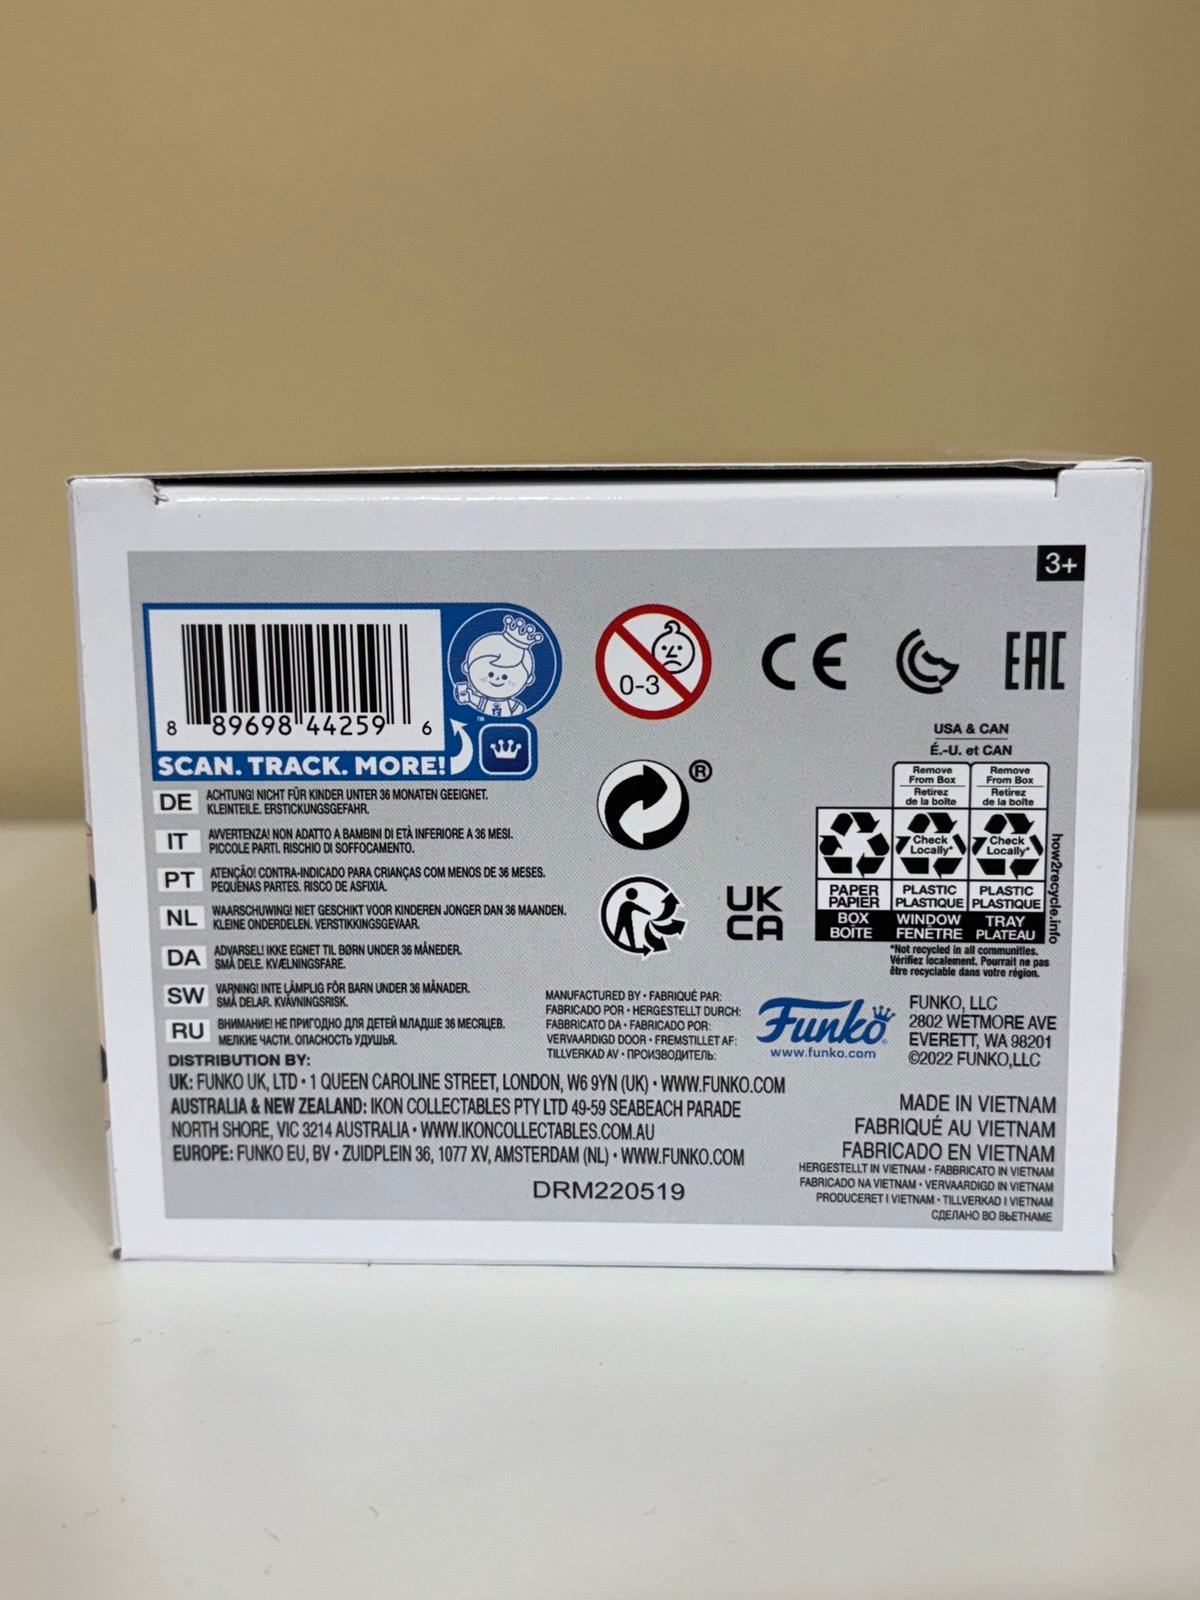 3+
8 89698 44259 6
™
SCAN. TRACK. MORE!
0-3
CE
EAC
®
UK
CA
USA & CAN
É.-U. et CAN
Remove
From Box
Retirez
de la boîte
Remove
From Box
Retirez
de la boîte
Check
Locally*
Check
Locally*
PAPER
PAPIER
PLASTIC
PLASTIQUE
PLASTIC
PLASTIQUE
BOX
BOÎTE
WINDOW
FENÊTRE
TRAY
PLATEAU
how2recycle.info
*Not recycled in all communities.
Vérifiez localement. Pourrait ne pas
être recyclable dans votre région.
DE ACHTUNG! NICHT FÜR KINDER UNTER 36 MONATEN GEEIGNET.
KLEINTEILE. ERSTICKUNGSGEFAHR.
IT AVVERTENZA! NON ADATTO A BAMBINI DI ETÀ INFERIORE A 36 MESI.
PICCOLE PARTI. RISCHIO DI SOFFOCAMENTO.
PT ATENÇÃO! CONTRA-INDICADO PARA CRIANÇAS COM MENOS DE 36 MESES.
PEQUENAS PARTES. RISCO DE ASFIXIA.
NL WAARSCHUWING! NIET GESCHIKT VOOR KINDEREN JONGER DAN 36 MAANDEN.
KLEINE ONDERDELEN. VERSTIKKINGSGEVAAR.
DA ADVARSEL! IKKE EGNET TIL BØRN UNDER 36 MÅNEDER.
SMÅ DELE. KVÆLNINGSFARE.
SW VARNING! INTE LÄMPLIG FÖR BARN UNDER 36 MÅNADER.
SMÅ DELAR. KVÄVNINGSRISK.
RU ВНИМАНИЕ! НЕ ПРИГОДНО ДЛЯ ДЕТЕЙ МЛАДШЕ 36 МЕСЯЦЕВ.
МЕЛКИЕ ЧАСТИ. ОПАСНОСТЬ УДУШЬЯ.
MANUFACTURED BY • FABRIQUÉ PAR:
FABRICADO POR • HERGESTELLT DURCH:
FABBRICATO DA • FABRICADO POR:
VERVAARDIGD DOOR • FREMSTILLET AF:
TILLVERKAD AV • ПРОИЗВОДИТЕЛЬ:
Funko
www.funko.com
FUNKO, LLC
2802 WETMORE AVE
EVERETT, WA 98201
©2022 FUNKO,LLC
DISTRIBUTION BY:
UK: FUNKO UK, LTD • 1 QUEEN CAROLINE STREET, LONDON, W6 9YN (UK) • WWW.FUNKO.COM
AUSTRALIA & NEW ZEALAND: IKON COLLECTABLES PTY LTD 49-59 SEABEACH PARADE
NORTH SHORE, VIC 3214 AUSTRALIA • WWW.IKONCOLLECTABLES.COM.AU
EUROPE: FUNKO EU, BV • ZUIDPLEIN 36, 1077 XV, AMSTERDAM (NL) • WWW.FUNKO.COM
DRM220519
MADE IN VIETNAM
FABRIQUÉ AU VIETNAM
FABRICADO EN VIETNAM
HERGESTELLT IN VIETNAM • FABBRICATO IN VIETNAM
FABRICADO NA VIETNAM • VERVAARDIGD IN VIETNAM
PRODUCERET I VIETNAM • TILLVERKAD I VIETNAM
СДЕЛАНО ВО ВЬЕТНАМЕ